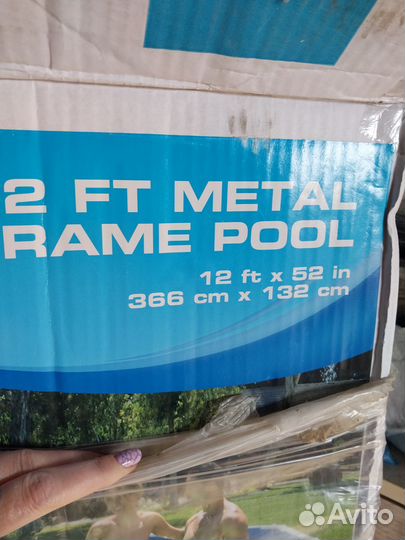 2 FT METAL
RAME POOL
12 ft x 52 in
366 cm x 132 cm
Avito